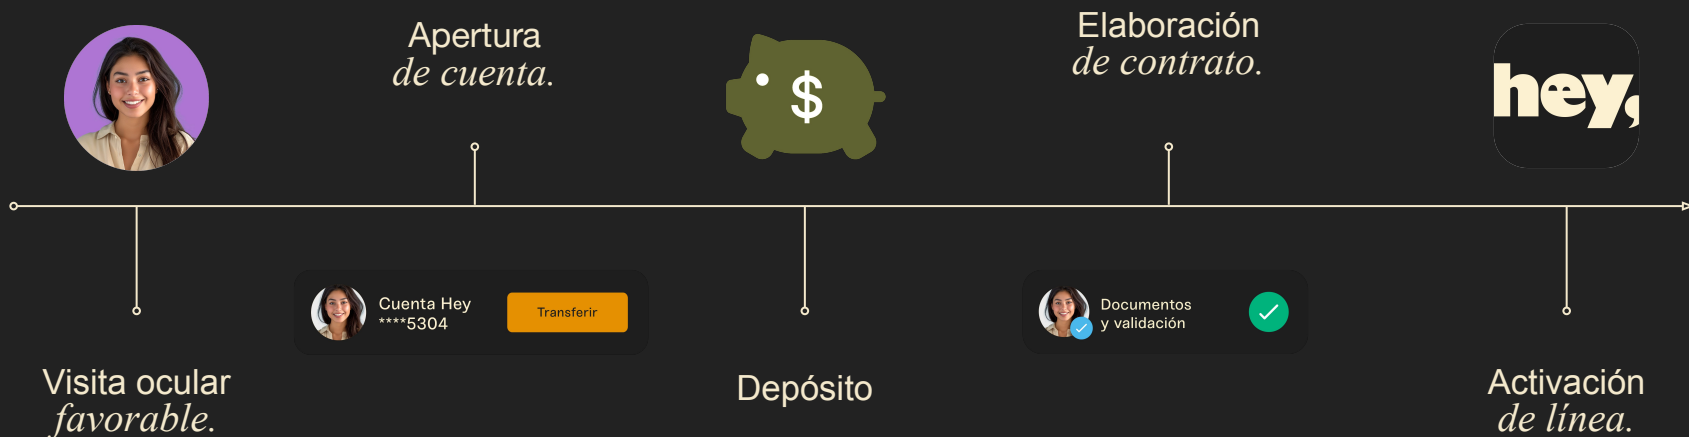 Visita ocular
favorable.
Apertura
de cuenta.
Cuenta Hey
****5304
Transferir
$
Depósito
Elaboración
de contrato.
Documentos
y validación
hey,
Activación
de línea.